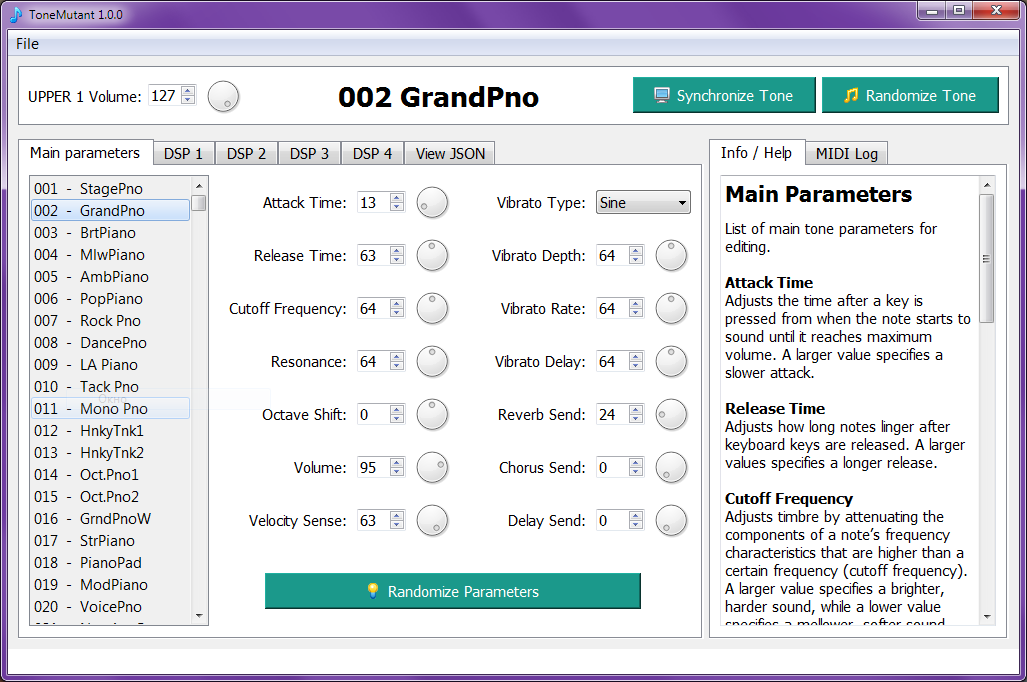 ToneMutant 1.0.0
File
UPPER 1 Volume: 127
002 GrandPno
Synchronize Tone
Randomize Tone
Main parameters
DSP 1
DSP 2
DSP 3
DSP 4
View JSON
001 - StagePno
002 - GrandPno
003 - BrtPiano
004 - MlwPiano
005 - AmbPiano
006 - PopPiano
007 - Rock Pno
008 - DancePno
009 - LA Piano
010 - Tack Pno
Окно
011 - Mono Pno
012 - HnkyTnk1
013 - HnkyTnk2
014 - Oct.Pno1
015 - Oct.Pno2
016 - GrndPnoW
017 - StrPiano
018 - PianoPad
019 - ModPiano
020 - VoicePno
Attack Time: 13
Release Time: 63
Cutoff Frequency: 64
Resonance: 64
Octave Shift: 0
Volume: 95
Velocity Sense: 63
Vibrato Type: Sine
Vibrato Depth: 64
Vibrato Rate: 64
Vibrato Delay: 64
Reverb Send: 24
Chorus Send: 0
Delay Send: 0
Randomize Parameters
Info / Help
MIDI Log
Main Parameters
List of main tone parameters for
editing.
Attack Time
Adjusts the time after a key is
pressed from when the note starts to
sound until it reaches maximum
volume. A larger value specifies a
slower attack.
Release Time
Adjusts how long notes linger after
keyboard keys are released. A larger
values specifies a longer release.
Cutoff Frequency
Adjusts timbre by attenuating the
components of a note's frequency
characteristics that are higher than a
certain frequency (cutoff frequency).
A larger value specifies a brighter,
harder sound, while a lower value
specifies a mellower, softer sound